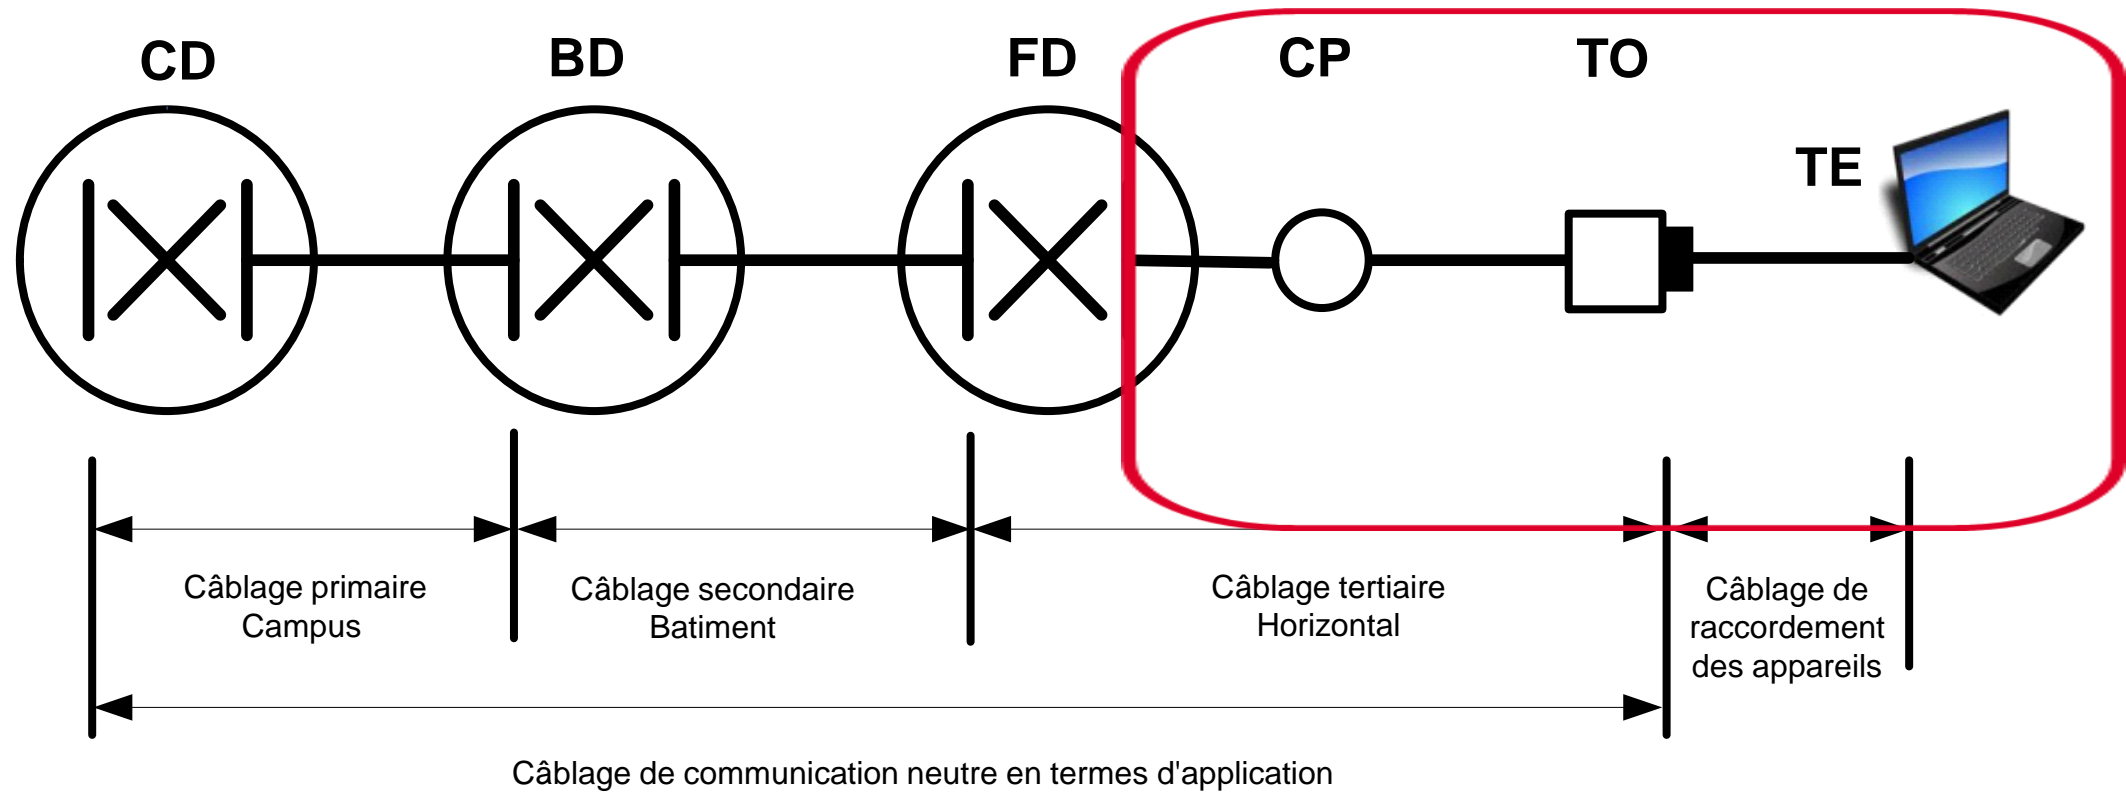 CD
BD
FD
CP
TO
TE
Câblage primaire
Campus
Câblage secondaire
Batiment
Câblage tertiaire
Horizontal
Câblage de
raccordement
des appareils
Câblage de communication neutre en termes d'application